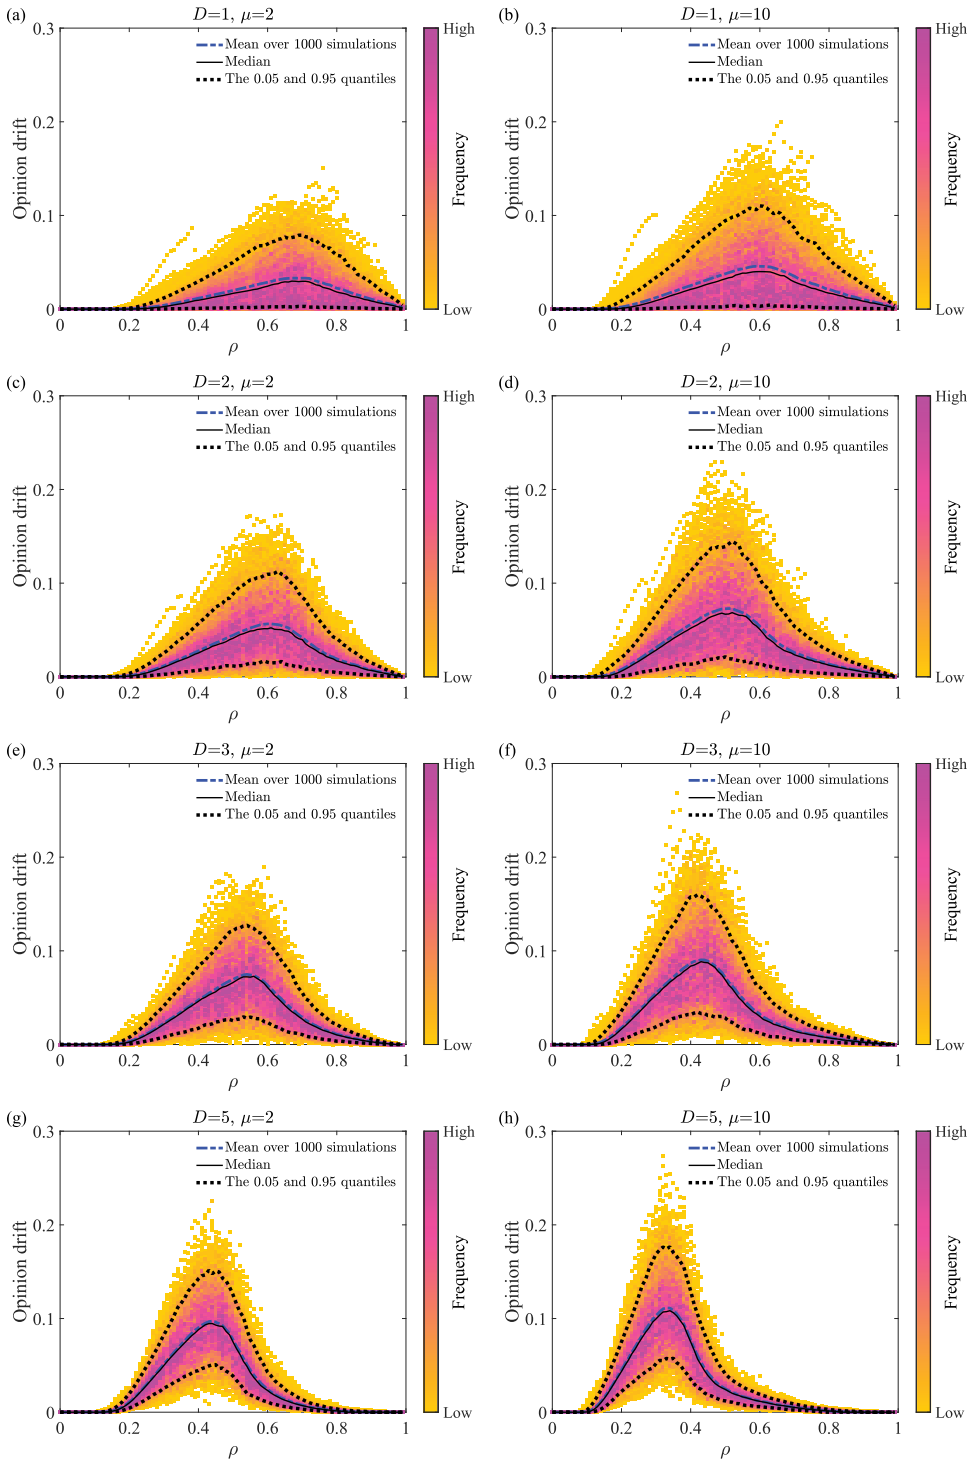 (a)
D=1, μ=2
0.3
0.2
0.1
0
Opinion drift
Mean over 1000 simulations
Median
The 0.05 and 0.95 quantiles
0 0.2 0.4 0.6 0.8 1
ρ
High
Frequency
Low
(b)
D=1, μ=10
0.3
0.2
0.1
0
Opinion drift
Mean over 1000 simulations
Median
The 0.05 and 0.95 quantiles
0 0.2 0.4 0.6 0.8 1
ρ
High
Frequency
Low
(c)
D=2, μ=2
0.3
0.2
0.1
0
Opinion drift
Mean over 1000 simulations
Median
The 0.05 and 0.95 quantiles
0 0.2 0.4 0.6 0.8 1
ρ
High
Frequency
Low
(d)
D=2, μ=10
0.3
0.2
0.1
0
Opinion drift
Mean over 1000 simulations
Median
The 0.05 and 0.95 quantiles
0 0.2 0.4 0.6 0.8 1
ρ
High
Frequency
Low
(e)
D=3, μ=2
0.3
0.2
0.1
0
Opinion drift
Mean over 1000 simulations
Median
The 0.05 and 0.95 quantiles
0 0.2 0.4 0.6 0.8 1
ρ
High
Frequency
Low
(f)
D=3, μ=10
0.3
0.2
0.1
0
Opinion drift
Mean over 1000 simulations
Median
The 0.05 and 0.95 quantiles
0 0.2 0.4 0.6 0.8 1
ρ
High
Frequency
Low
(g)
D=5, μ=2
0.3
0.2
0.1
0
Opinion drift
Mean over 1000 simulations
Median
The 0.05 and 0.95 quantiles
0 0.2 0.4 0.6 0.8 1
ρ
High
Frequency
Low
(h)
D=5, μ=10
0.3
0.2
0.1
0
Opinion drift
Mean over 1000 simulations
Median
The 0.05 and 0.95 quantiles
0 0.2 0.4 0.6 0.8 1
ρ
High
Frequency
Low